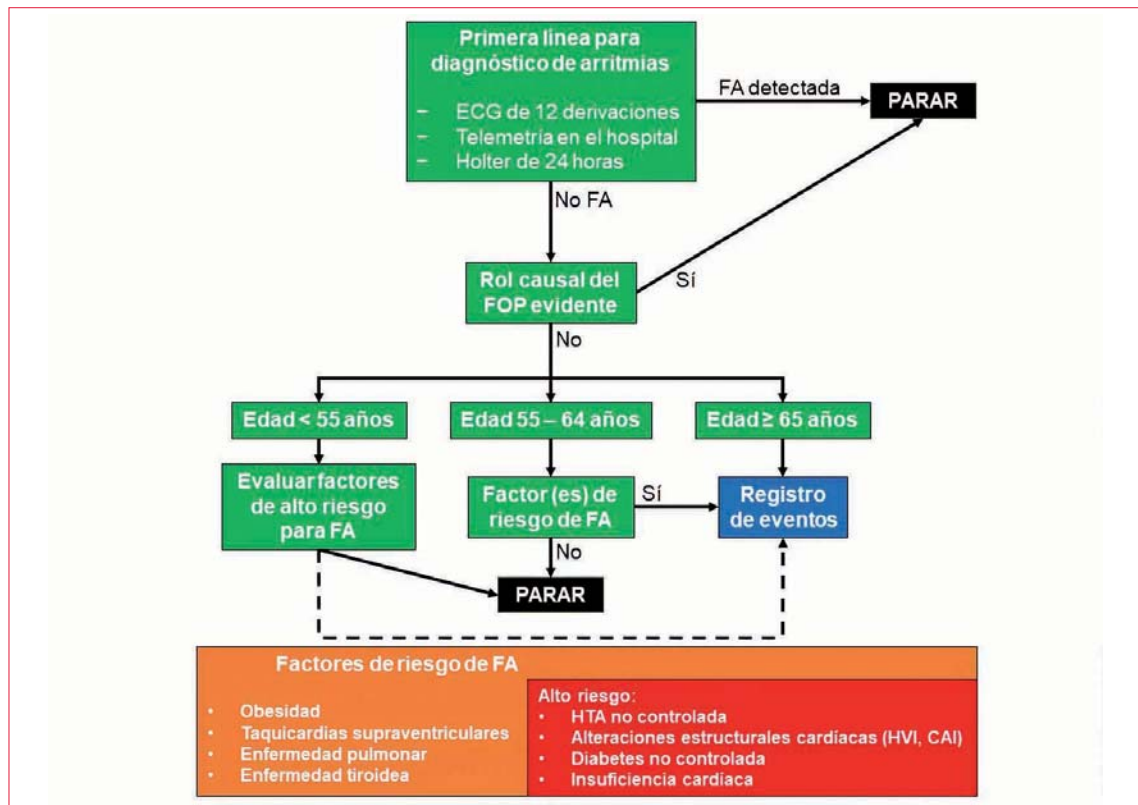 Primera línea para
diagnóstico de arritmias
– ECG de 12 derivaciones
– Telemetría en el hospital
– Holter de 24 horas
FA detectada
PARAR
No FA
Rol causal del
FOP evidente
Sí
No
Edad < 55 años
Edad 55 – 64 años
Edad ≥ 65 años
Evaluar factores
de alto riesgo
para FA
Factor (es) de
riesgo de FA
Sí
Registro
de eventos
No
PARAR
Factores de riesgo de FA
• Obesidad
• Taquicardias supraventriculares
• Enfermedad pulmonar
• Enfermedad tiroidea
Alto riesgo:
• HTA no controlada
• Alteraciones estructurales cardíacas (HVI, CAI)
• Diabetes no controlada
• Insuficiencia cardíaca